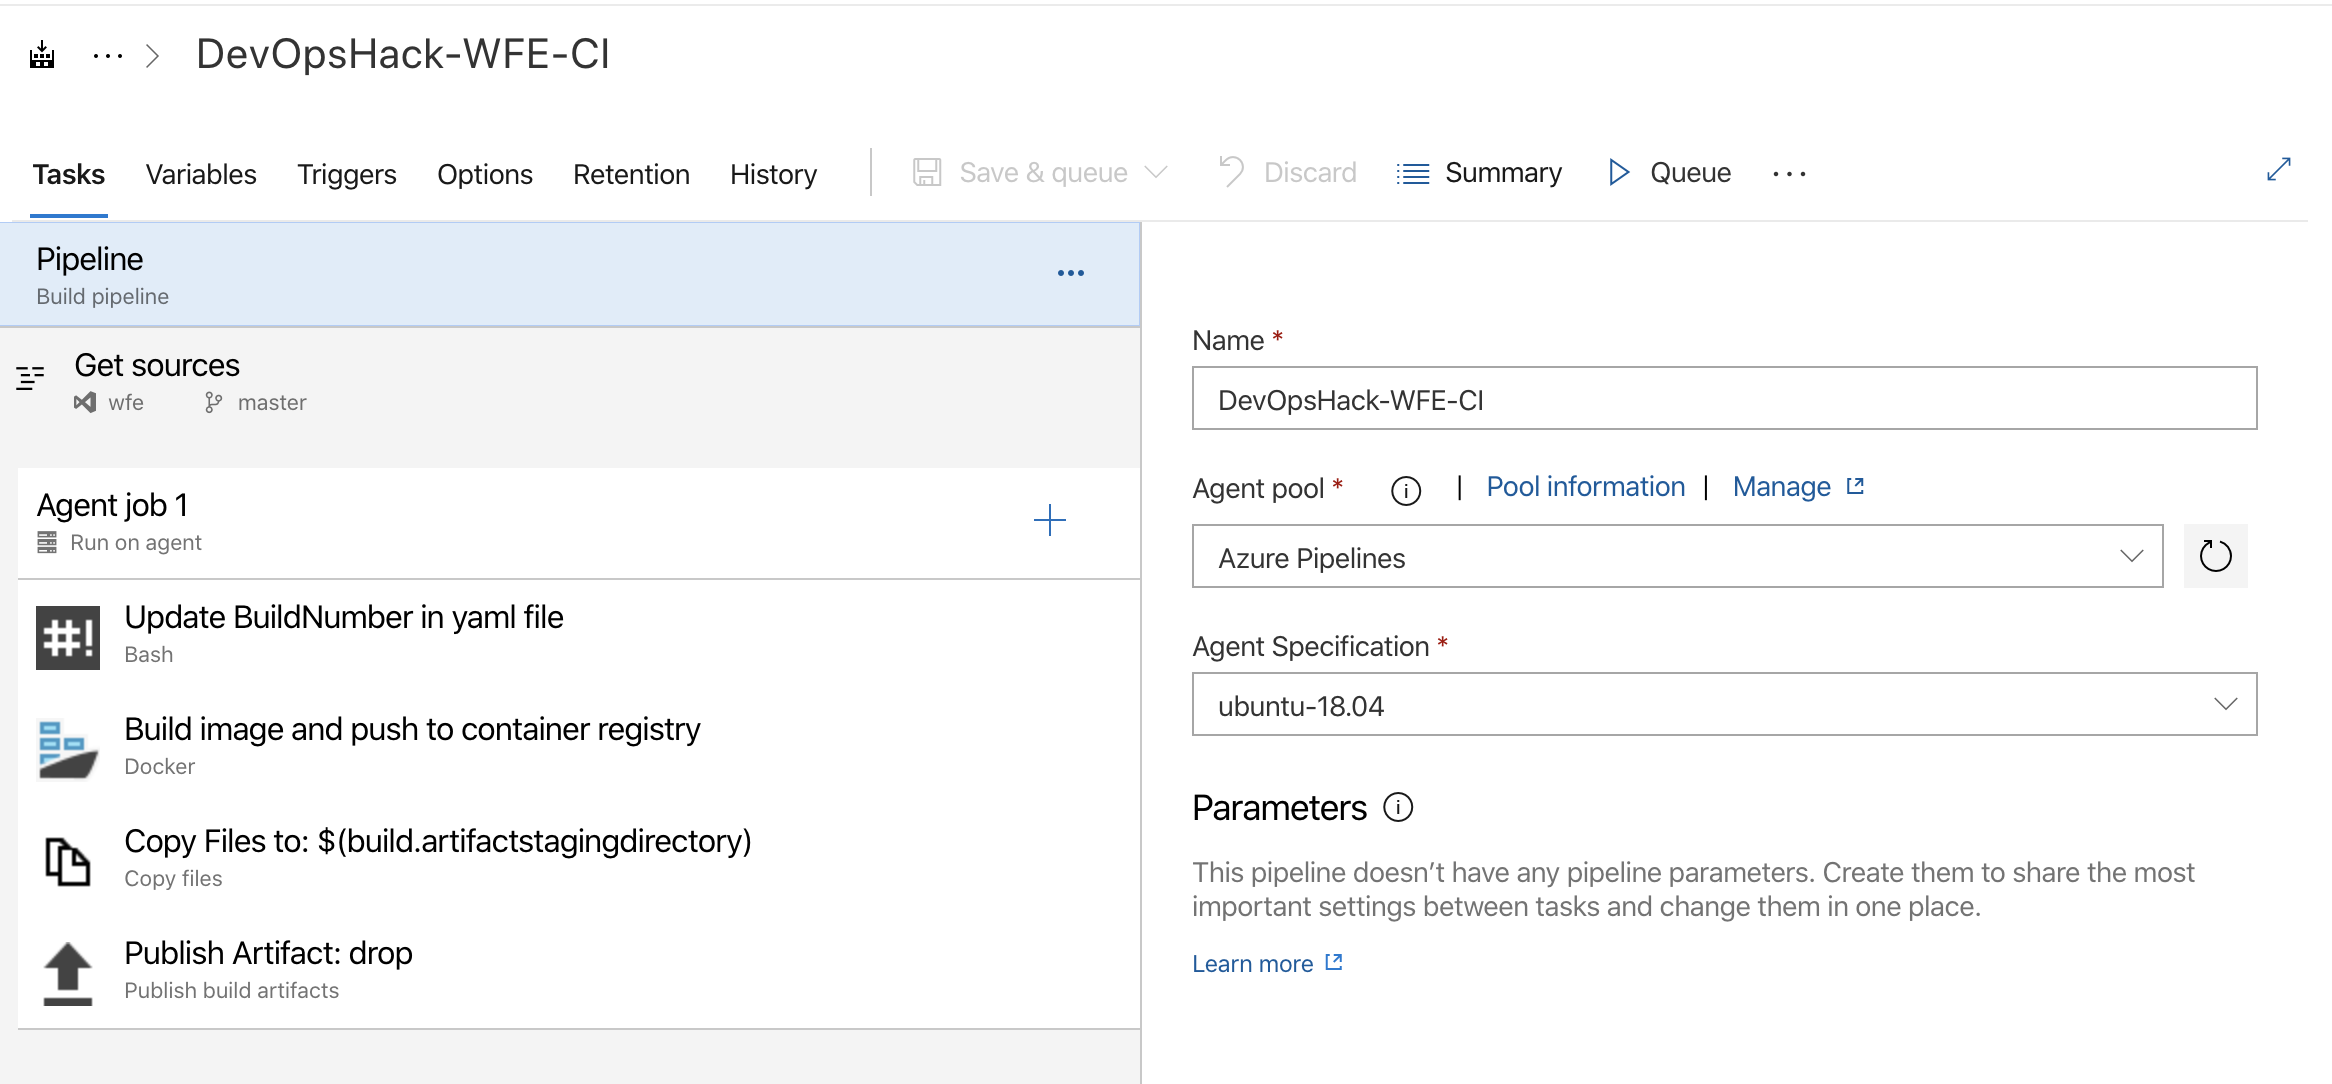 DevOpsHack-WFE-CI
Tasks Variables Triggers Options Retention History Save & queue Discard Summary Queue
Pipeline
Build pipeline
Get sources
wfe master
Agent job 1
Run on agent
#! Update BuildNumber in yaml file
Bash
Build image and push to container registry
Docker
Copy Files to: $(build.artifactstagingdirectory)
Copy files
Publish Artifact: drop
Publish build artifacts
Name *
DevOpsHack-WFE-CI
Agent pool * | Pool information | Manage
Azure Pipelines
Agent Specification *
ubuntu-18.04
Parameters
This pipeline doesn’t have any pipeline parameters. Create them to share the most
important settings between tasks and change them in one place.
Learn more